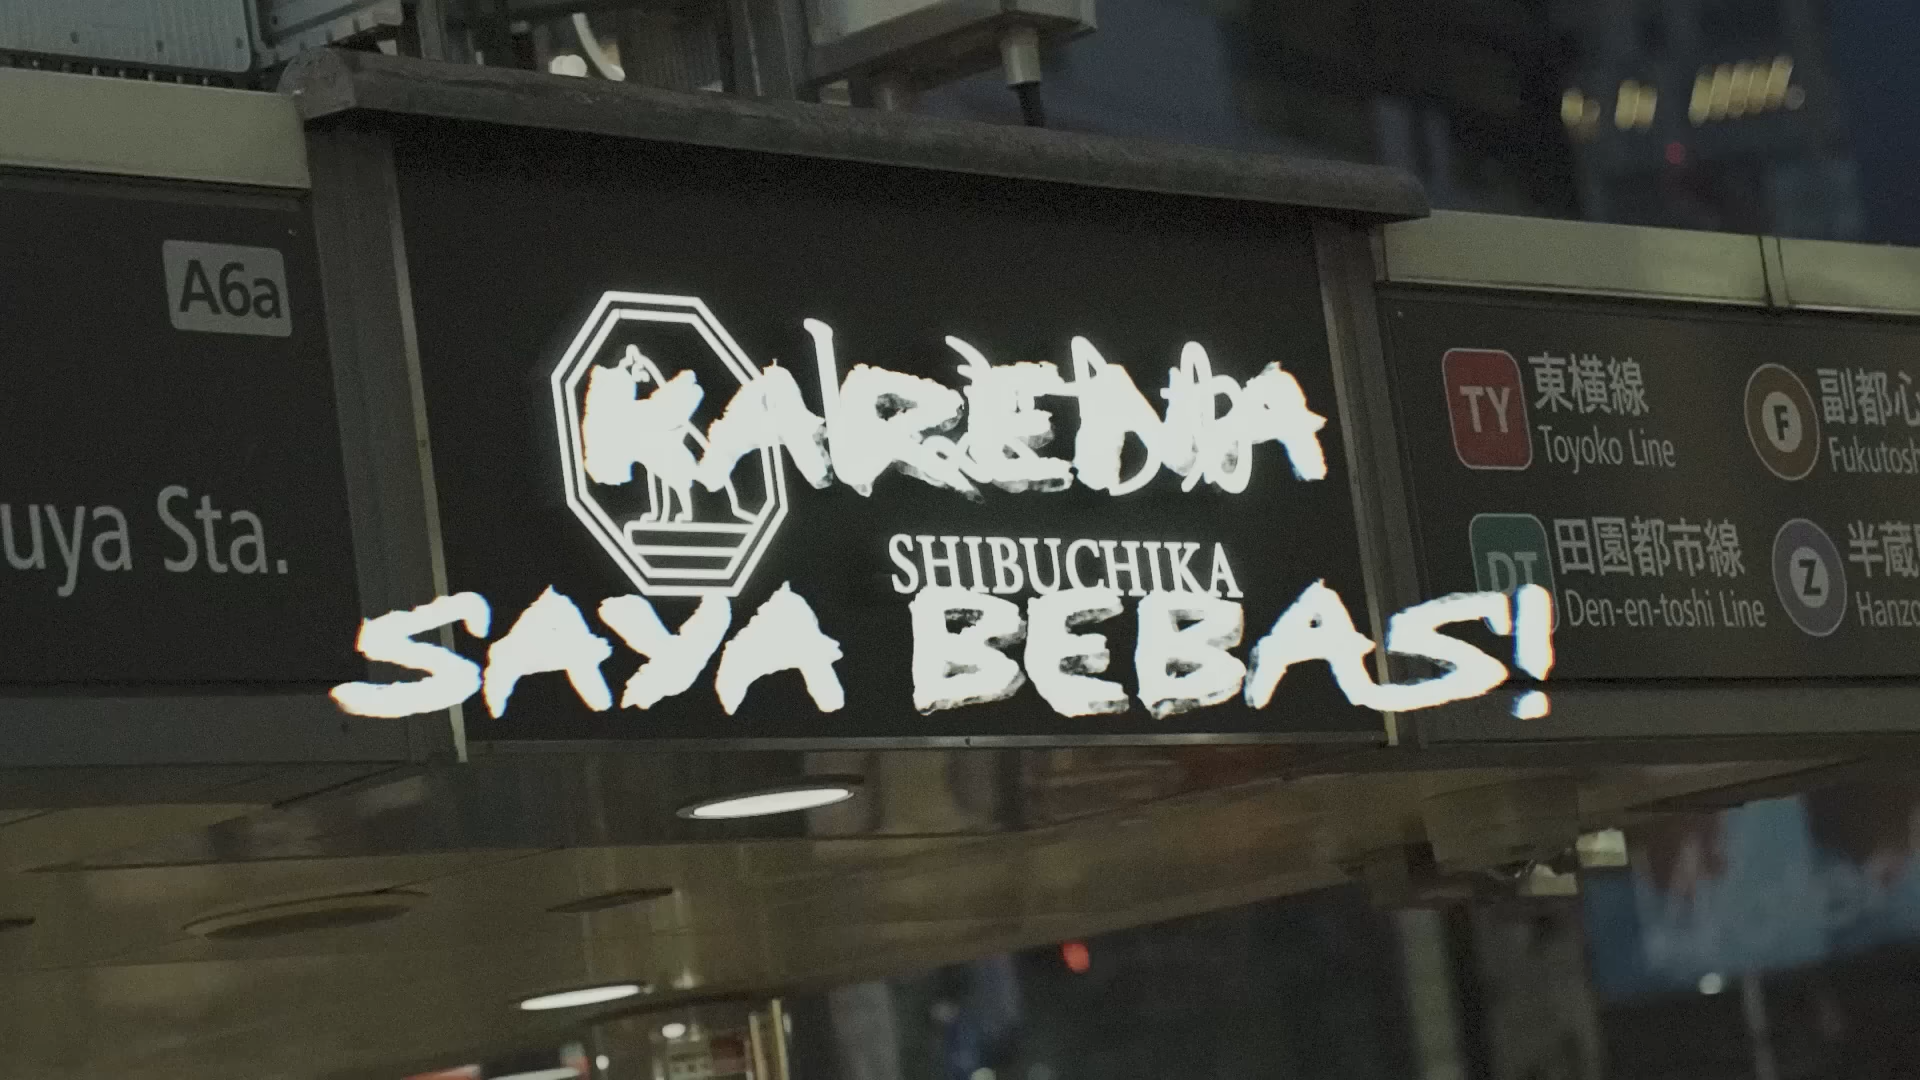 A6a
uya Sta.
KARENA
SHIBUCHIKA
SAYA BEBAS!
TY 東横線
Toyoko Line
F 副都心
Fukutosh
DT 田園都市線
Den-en-toshi Line
Z 半蔵
Hanzo